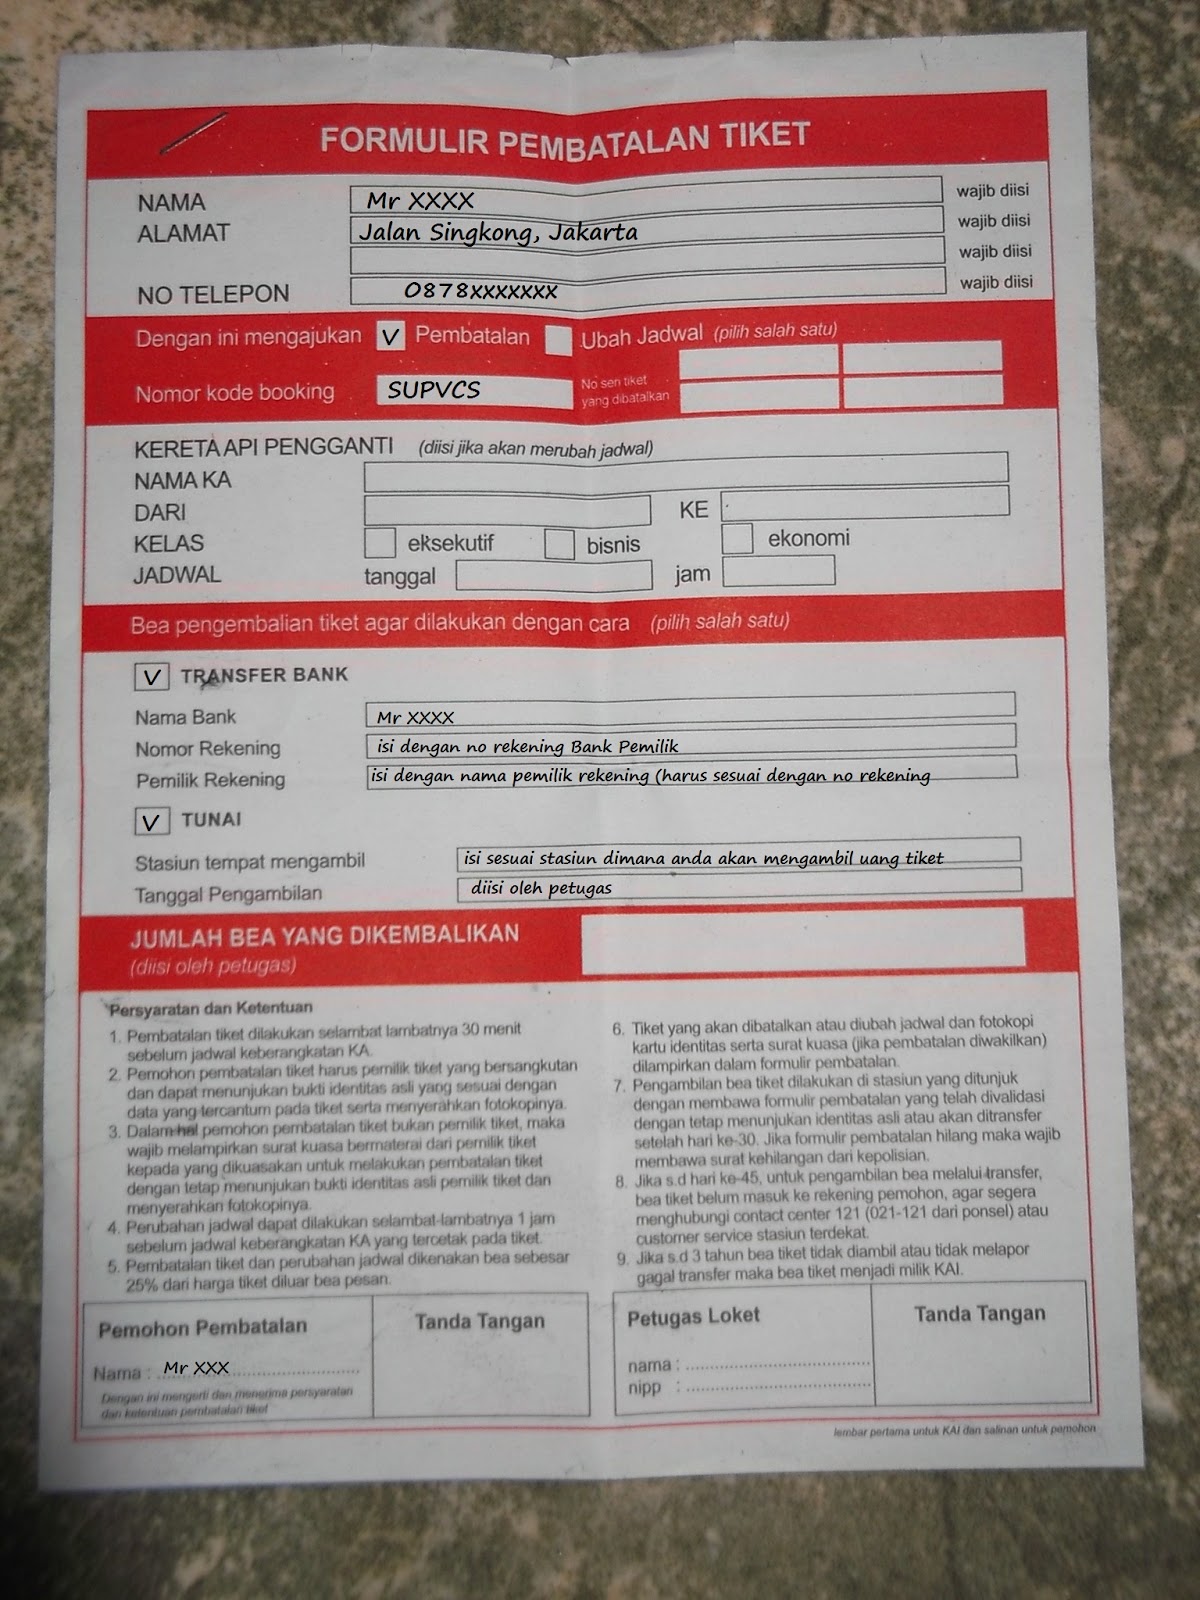 FORMULIR PEMBATALAN TIKET
NAMA Mr XXXX wajib diisi
ALAMAT Jalan Singkong, Jakarta wajib diisi
wajib diisi
NO TELEPON 0878XXXXXXX wajib diisi
Dengan ini mengajukan V Pembatalan Ubah Jadwal (pilih salah satu)
Nomor kode booking SUPVCS No seri tiket
yang dibatalkan
KERETA API PENGGANTI (diisi jika akan merubah jadwal)
NAMA KA
DARI KE
KELAS eksekutif bisnis ekonomi
JADWAL tanggal jam
Bea pengembalian tiket agar dilakukan dengan cara (pilih salah satu)
V TRANSFER BANK
Nama Bank Mr XXXX
Nomor Rekening isi dengan no rekening Bank Pemilik
Pemilik Rekening isi dengan nama pemilik rekening (harus sesuai dengan no rekening
V TUNAI
Stasiun tempat mengambil isi sesuai stasiun dimana anda akan mengambil uang tiket
Tanggal Pengambilan diisi oleh petugas
JUMLAH BEA YANG DIKEMBALIKAN
(diisi oleh petugas)
Persyaratan dan Ketentuan
1. Pembatalan tiket dilakukan selambat lambatnya 30 menit
sebelum jadwal keberangkatan KA.
2. Pemohon pembatalan tiket harus pemilik tiket yang bersangkutan
dan dapat menunjukan bukti identitas asli yang sesuai dengan
data yang tercantum pada tiket serta menyerahkan fotokopinya.
3. Dalam hal pemohon pembatalan tiket bukan pemilik tiket, maka
wajib melampirkan surat kuasa bermaterai dari pemilik tiket
kepada yang dikuasakan untuk melakukan pembatalan tiket
dengan tetap menunjukan bukti identitas asli pemilik tiket dan
menyerahkan fotokopinya.
4. Perubahan jadwal dapat dilakukan selambat-lambatnya 1 jam
sebelum jadwal keberangkatan KA yang tercetak pada tiket.
5. Pembatalan tiket dan perubahan jadwal dikenakan bea sebesar
25% dari harga tiket diluar bea pesan.
6. Tiket yang akan dibatalkan atau diubah jadwal dan fotokopi
kartu identitas serta surat kuasa (jika pembatalan diwakilkan)
dilampirkan dalam formulir pembatalan.
7. Pengambilan bea tiket dilakukan di stasiun yang ditunjuk
dengan membawa formulir pembatalan yang telah divalidasi
dengan tetap menunjukan identitas asli atau akan ditransfer
setelah hari ke-30. Jika formulir pembatalan hilang maka wajib
membawa surat kehilangan dari kepolisian.
8. Jika s.d hari ke-45, untuk pengambilan bea melalui transfer,
bea tiket belum masuk ke rekening pemohon, agar segera
menghubungi contact center 121 (021-121 dari ponsel) atau
customer service stasiun terdekat.
9. Jika s.d 3 tahun bea tiket tidak diambil atau tidak melapor
gagal transfer maka bea tiket menjadi milik KAI.
Pemohon Pembatalan Tanda Tangan
Nama : Mr XXX
Dengan ini mengerti dan menerima persyaratan
dan ketentuan pembatalan tiket
Petugas Loket Tanda Tangan
nama :
nipp :
lembar pertama untuk KAI dan salinan untuk pemohon